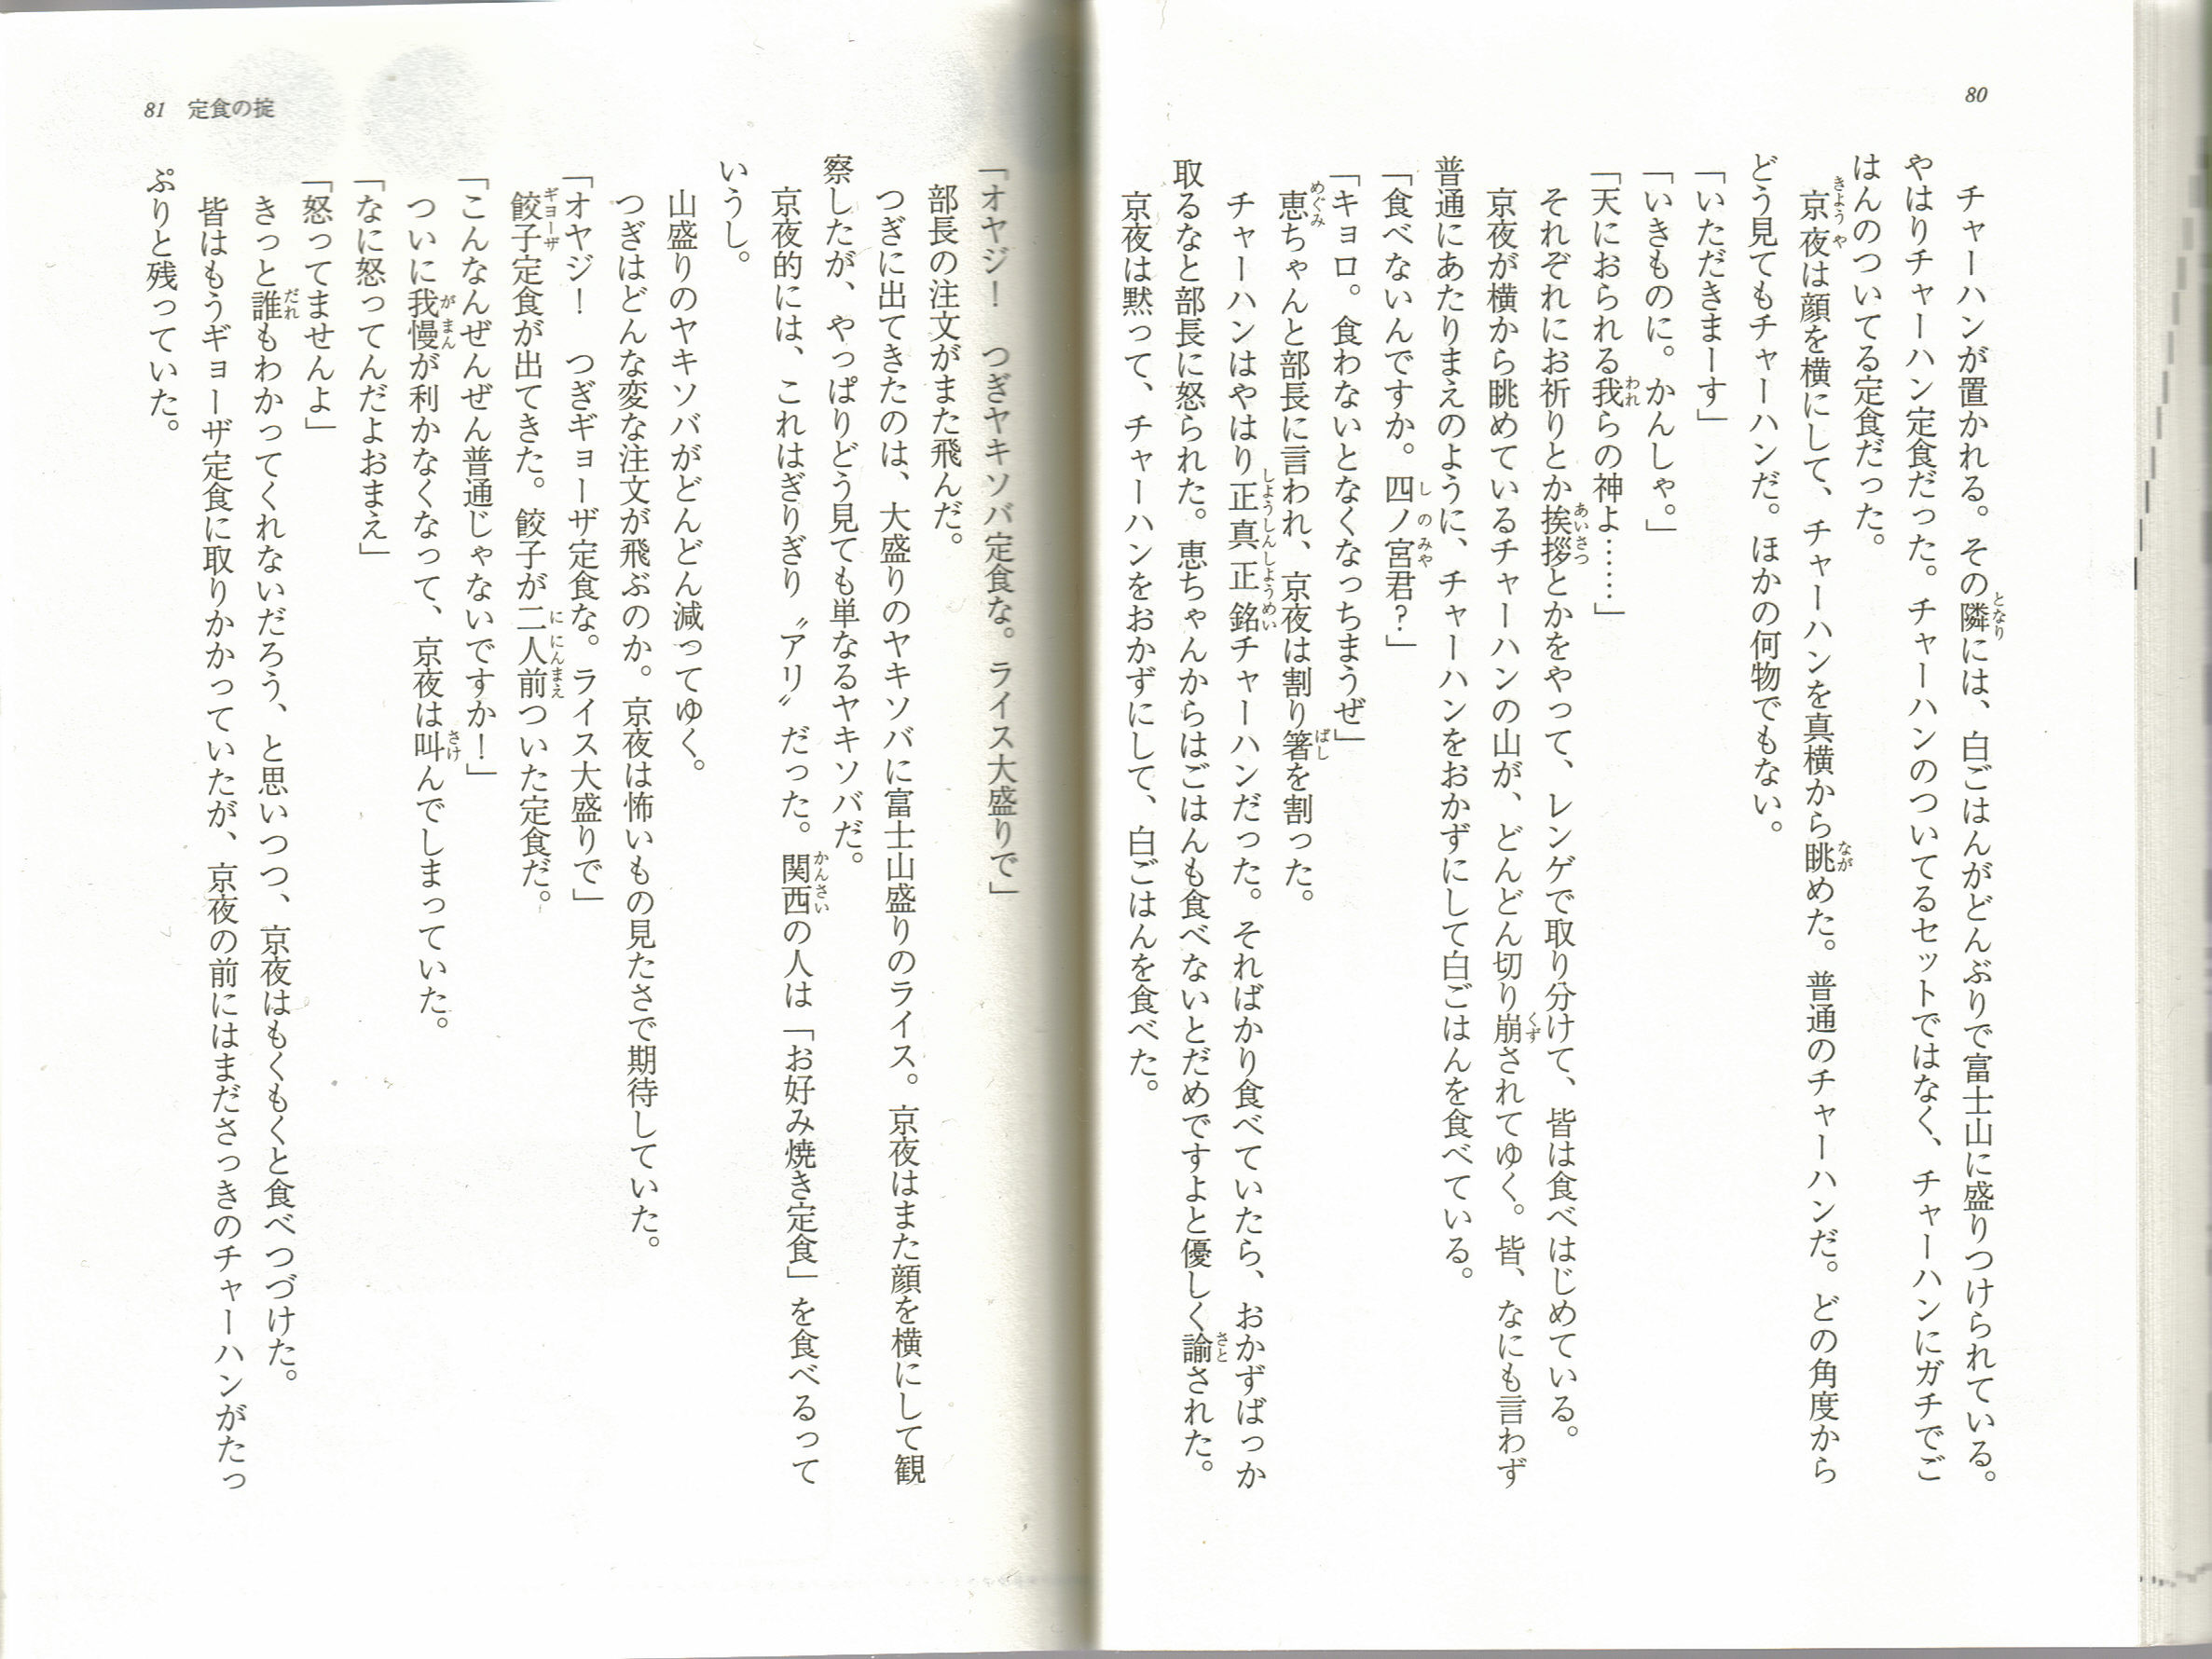 80
チャーハンが置かれる。その隣には、白ごはんがどんぶりで富士山に盛りつけられている。
やはりチャーハン定食だった。チャーハンのついてるセットではなく、チャーハンにガチでご
はんのついてる定食だった。
京夜は顔を横にして、チャーハンを真横から眺めた。普通のチャーハンだ。どの角度から
どう見てもチャーハンだ。ほかの何物でもない。
「いただきまーす」
「いきものに。かんしゃ。」
「天におられる我らの神よ……」
それぞれにお祈りとか挨拶とかをやって、レンゲで取り分けて、皆は食べはじめている。
京夜が横から眺めているチャーハンの山が、どんどん切り崩されてゆく。皆、なにも言わず
普通にあたりまえのように、チャーハンをおかずにして白ごはんを食べている。
「食べないんですか。四ノ宮君？」
「キョロ。食わないとなくなっちまうぜ」
恵ちゃんと部長に言われ、京夜は割り箸を割った。
チャーハンはやはり正真正銘チャーハンだった。そればかり食べていたら、おかずばっか
取るなと部長に怒られた。恵ちゃんからはごはんも食べないとだめですよと優しく諭された。
京夜は黙って、チャーハンをおかずにして、白ごはんを食べた。
81 定食の掟
「オヤジ！ つぎヤキソバ定食な。ライス大盛りで」
部長の注文がまた飛んだ。
つぎに出てきたのは、大盛りのヤキソバに富士山盛りのライス。京夜はまた顔を横にして観
察したが、やっぱりどう見ても単なるヤキソバだ。
京夜的には、これはぎりぎり〝アリ〟だった。関西の人は「お好み焼き定食」を食べるって
いうし。
山盛りのヤキソバがどんどん減ってゆく。
つぎはどんな変な注文が飛ぶのか。京夜は怖いもの見たさで期待していた。
「オヤジ！ つぎギョーザ定食な。ライス大盛りで」
餃子定食が出てきた。餃子が二人前ついた定食だ。
「こんなんぜんぜん普通じゃないですか！」
ついに我慢が利かなくなって、京夜は叫んでしまっていた。
「なに怒ってんだよおまえ」
「怒ってませんよ」
きっと誰もわかってくれないだろう、と思いつつ、京夜はもくもくと食べつづけた。
皆はもうギョーザ定食に取りかかっていたが、京夜の前にはまださっきのチャーハンがたっ
ぷりと残っていた。